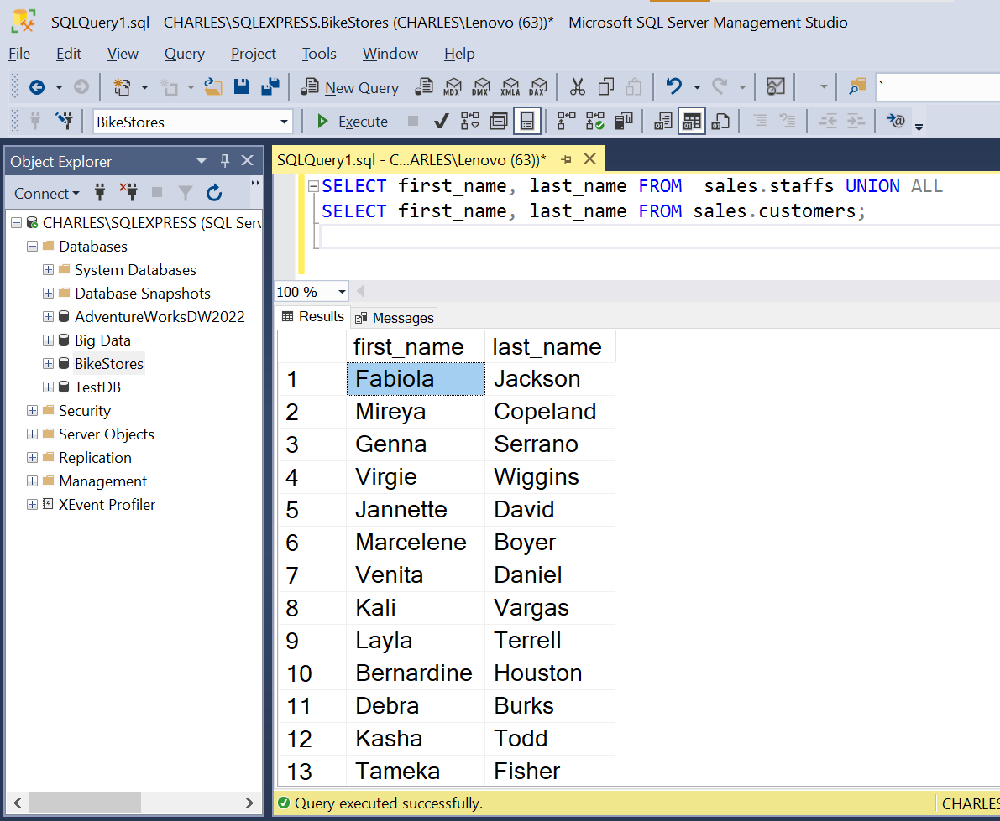 SQLQuery1.sql - CHARLES\SQLEXPRESS.BikeStores (CHARLES\Lenovo (63))* - Microsoft SQL Server Management Studio
File Edit View Query Project Tools Window Help
New Query MDX DMX XMLA DAX `
BikeStores Execute
Object Explorer
SQLQuery1.sql - C...ARLES\Lenovo (63))*
Connect
CHARLES\SQLEXPRESS (SQL Serv
Databases
System Databases
Database Snapshots
AdventureWorksDW2022
Big Data
BikeStores
TestDB
Security
Server Objects
Replication
Management
XEvent Profiler
SELECT first_name, last_name FROM  sales.staffs UNION ALL
SELECT first_name, last_name FROM sales.customers;
100 %
Results Messages
first_name last_name
1 Fabiola Jackson
2 Mireya Copeland
3 Genna Serrano
4 Virgie Wiggins
5 Jannette David
6 Marcelene Boyer
7 Venita Daniel
8 Kali Vargas
9 Layla Terrell
10 Bernardine Houston
11 Debra Burks
12 Kasha Todd
13 Tameka Fisher
Query executed successfully. CHARLES